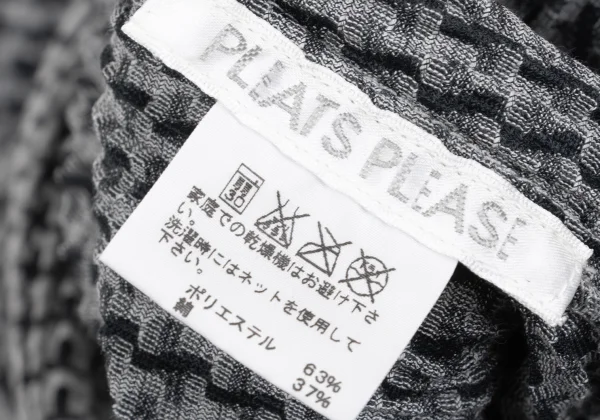 PLEATS PLEASE
30
家庭での乾燥機はお避け下さ
い。
洗濯時にはネットを使用して
下さい。
ポリエステル 63%
絹 37%